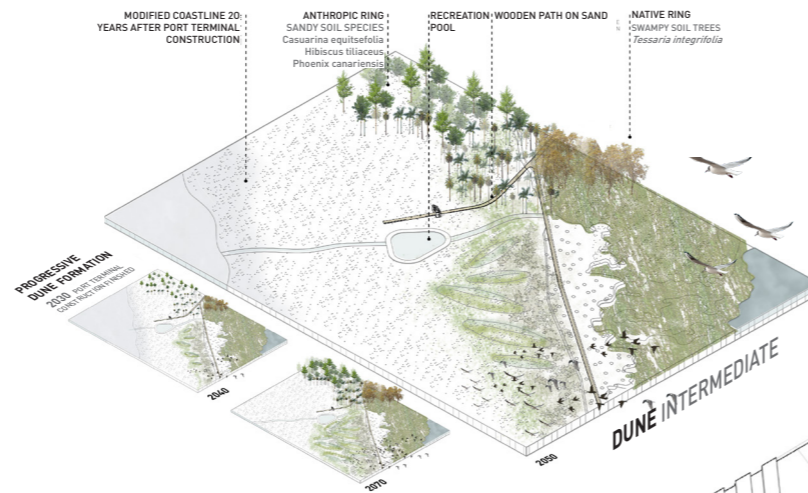 MODIFIED COASTLINE 20
YEARS AFTER PORT TERMINAL
CONSTRUCTION
ANTHROPIC RING
SANDY SOIL SPECIES
Casuarina equitsefolia
Hibiscus tiliaceus
Phoenix canariensis
RECREATION
POOL
WOODEN PATH ON SAND
NATIVE RING
SWAMPY SOIL TREES
Tessaria integrifolia
PROGRESSIVE
DUNE FORMATION
2030 PORT TERMINAL
CONSTRUCTION FINISHED
2040
2070
2050
DUNE INTERMEDIATE